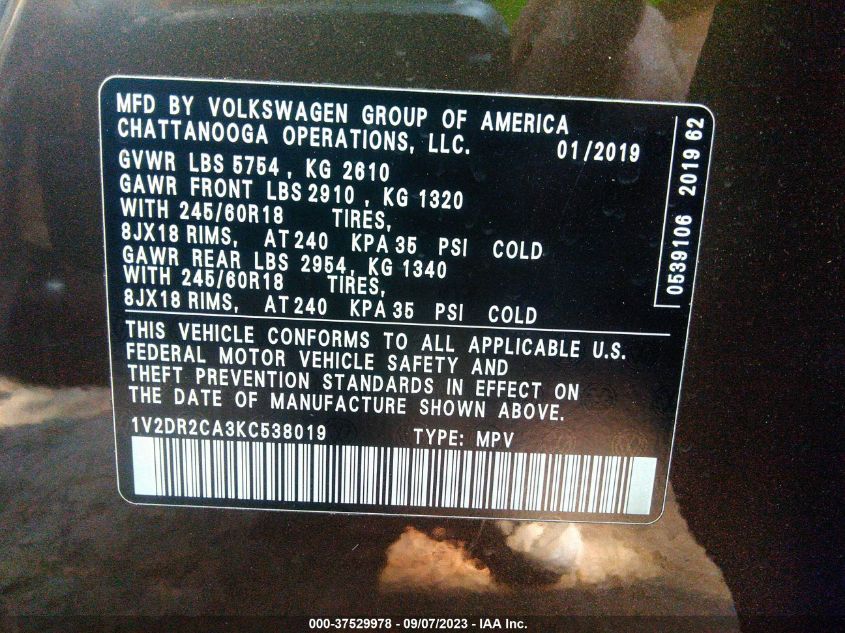 MFD BY VOLKSWAGEN GROUP OF AMERICA
CHATTANOOGA OPERATIONS, LLC. 01/2019
GVWR LBS 5754 , KG 2610
GAWR FRONT LBS 2910 , KG 1320
WITH 245/60R18 TIRES,
8JX18 RIMS, AT 240 KPA 35 PSI COLD
GAWR REAR LBS 2954, KG 1340
WITH 245/60R18 TIRES,
8JX18 RIMS, AT 240 KPA 35 PSI COLD
0539106 2019 62
THIS VEHICLE CONFORMS TO ALL APPLICABLE U.S.
FEDERAL MOTOR VEHICLE SAFETY AND
THEFT PREVENTION STANDARDS IN EFFECT ON
THE DATE OF MANUFACTURE SHOWN ABOVE.
1V2DR2CA3KC538019 TYPE: MPV
000-37529978 - 09/07/2023 - IAA Inc.